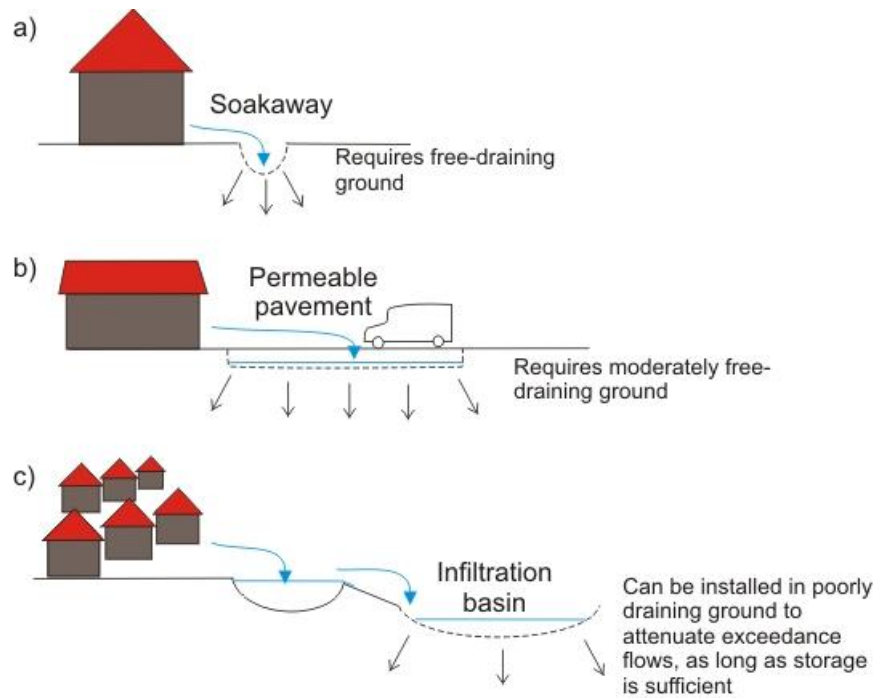 a)
Soakaway
Requires free-draining
ground
b)
Permeable
pavement
Requires moderately free-
draining ground
c)
Infiltration
basin
Can be installed in poorly
draining ground to
attenuate exceedance
flows, as long as storage
is sufficient